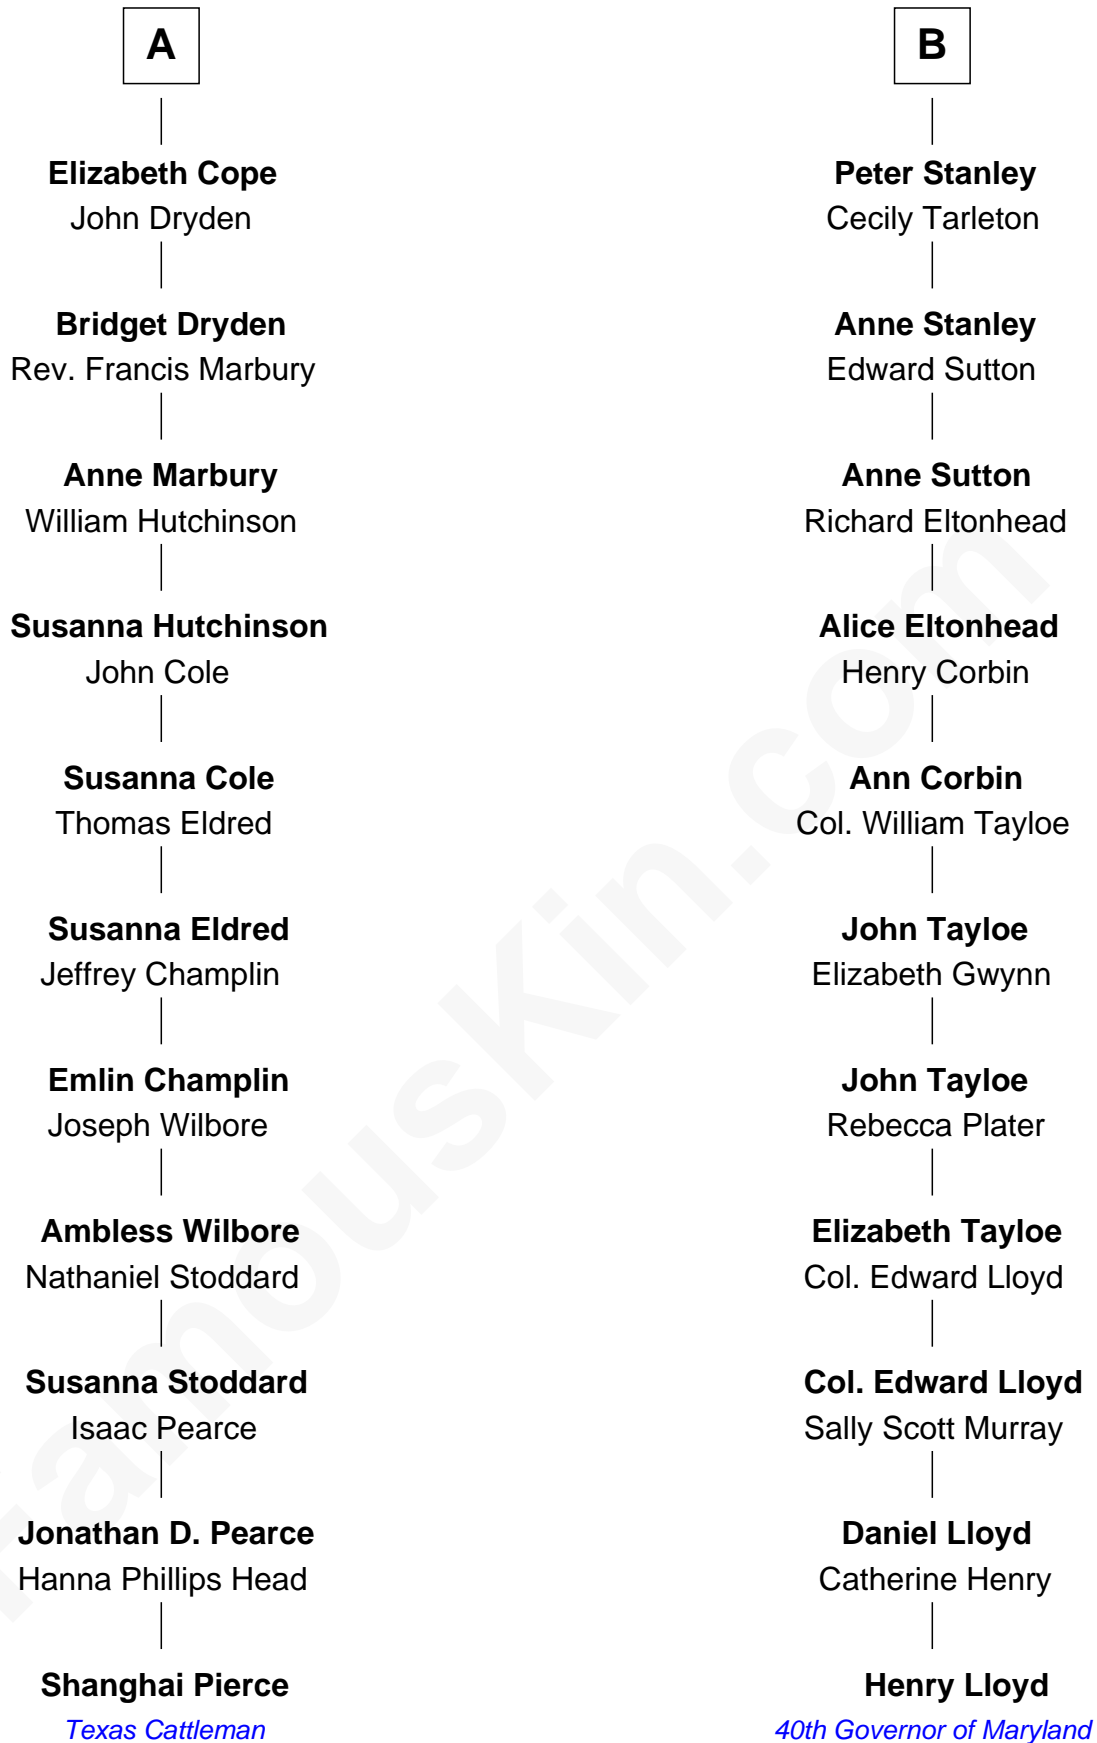 A
Elizabeth Cope
John Dryden
Bridget Dryden
Rev. Francis Marbury
Anne Marbury
William Hutchinson
Susanna Hutchinson
John Cole
Susanna Cole
Thomas Eldred
Susanna Eldred
Jeffrey Champlin
Emlin Champlin
Joseph Wilbore
Ambless Wilbore
Nathaniel Stoddard
Susanna Stoddard
Isaac Pearce
Jonathan D. Pearce
Hanna Phillips Head
Shanghai Pierce
Texas Cattleman
B
Peter Stanley
Cecily Tarleton
Anne Stanley
Edward Sutton
Anne Sutton
Richard Eltonhead
Alice Eltonhead
Henry Corbin
Ann Corbin
Col. William Tayloe
John Tayloe
Elizabeth Gwynn
John Tayloe
Rebecca Plater
Elizabeth Tayloe
Col. Edward Lloyd
Col. Edward Lloyd
Sally Scott Murray
Daniel Lloyd
Catherine Henry
Henry Lloyd
40th Governor of Maryland
FamousKin.com